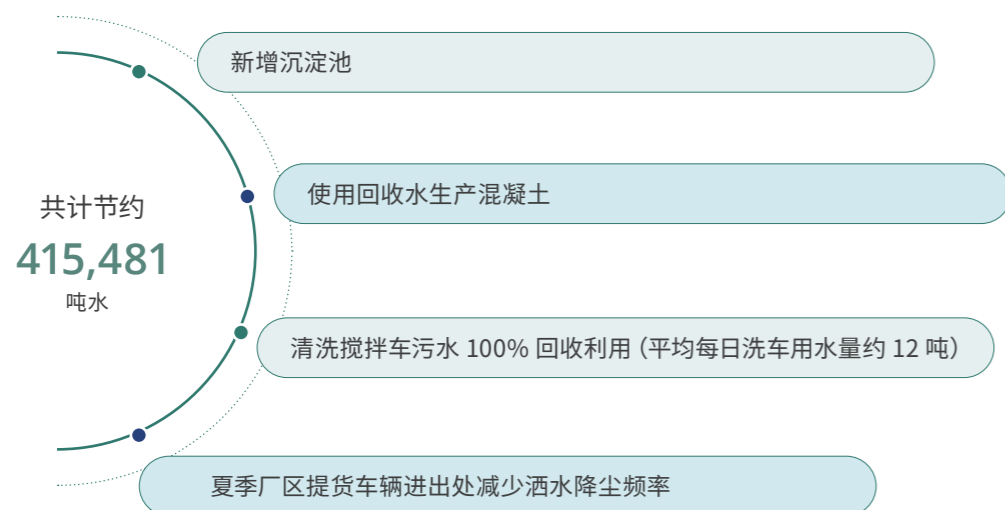 新增沉淀池
使用回收水生产混凝土
共计节约
415,481
吨水
清洗搅拌车污水 100% 回收利用（平均每日洗车用水量约 12 吨）
夏季厂区提货车辆进出处减少洒水降尘频率